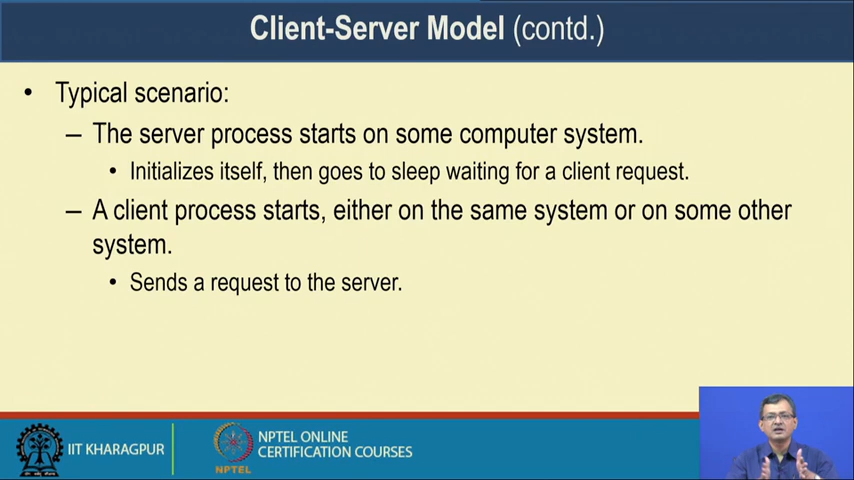 Client-Server Model (contd.)
• Typical scenario:
– The server process starts on some computer system.
• Initializes itself, then goes to sleep waiting for a client request.
– A client process starts, either on the same system or on some other
system.
• Sends a request to the server.
IIT KHARAGPUR
NPTEL
NPTEL ONLINE
CERTIFICATION COURSES